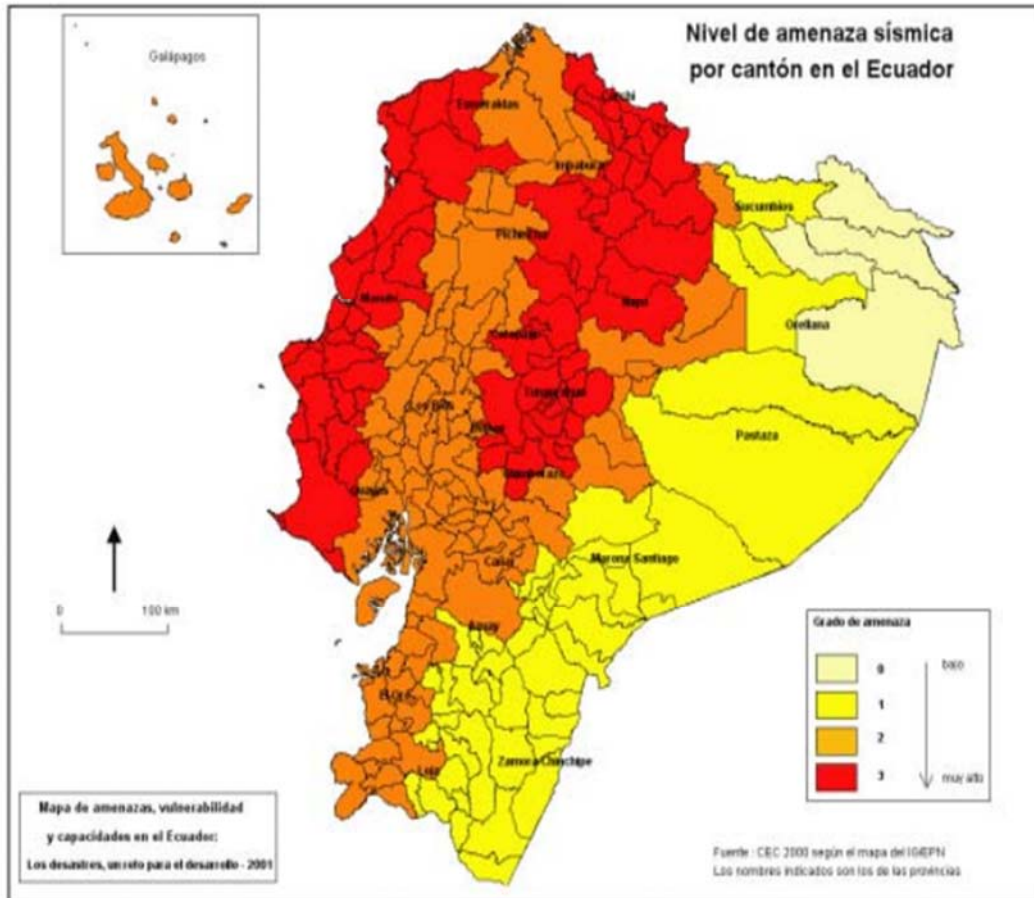 Nivel de amenaza sísmica
por cantón en el Ecuador
Galápagos
Esmeraldas
Carchi
Imbabura
Sucumbíos
Pichincha
Manabí
Napo
Cotopaxi
Orellana
Tungurahua
Los Ríos
Bolívar
Pastaza
Chimborazo
Guayas
Cañar
Morona Santiago
Azuay
El Oro
Loja
Zamora Chinchipe
0
100 km
Grado de amenaza
0
bajo
1
2
3
muy alto
Mapa de amenazas, vulnerabilidad
y capacidades en el Ecuador:
Los desastres, un reto para el desarrollo - 2001
Fuente : CEC 2000 según el mapa del IG/EPN
Los nombres indicados son los de las provincias